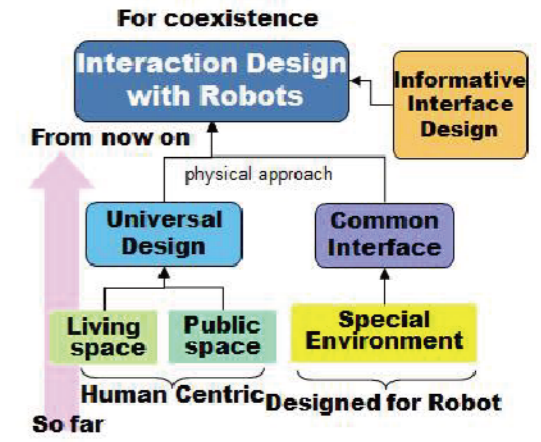 For coexistence
Interaction Design
with Robots
Informative
Interface
Design
From now on
physical approach
Universal
Design
Common
Interface
Living
space
Public
space
Special
Environment
Human Centric
Designed for Robot
So far